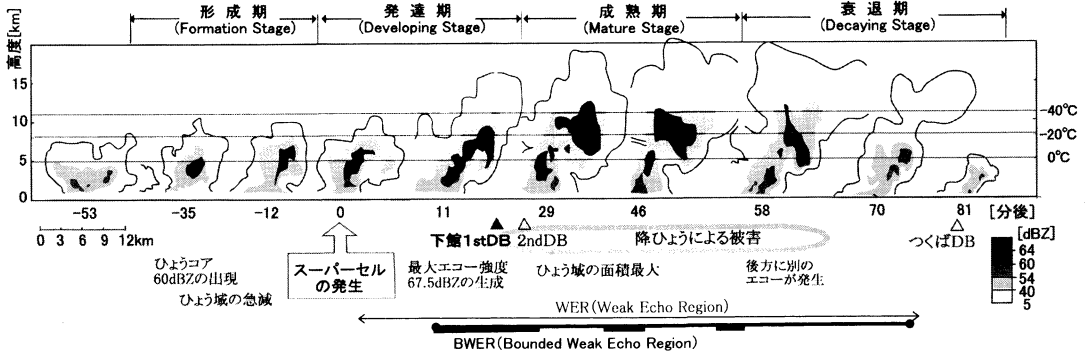 形成期 発達期 成熟期 衰退期
(Formation Stage) (Developing Stage) (Mature Stage) (Decaying Stage)
高度[km]
15
10
5
0
-40℃
-20℃
0℃
-53 -35 -12 0 11 29 46 58 70 81 [分後]
0 3 6 9 12km
下館1stDB 2ndDB
降ひょうによる被害
つくばDB
[dBZ]
64
60
54
40
5
ひょうコア
60dBZの出現
ひょう域の急減
スーパーセル
の発生
最大エコー強度
67.5dBZの生成
ひょう域の面積最大
後方に別の
エコーが発生
WER(Weak Echo Region)
BWER(Bounded Weak Echo Region)